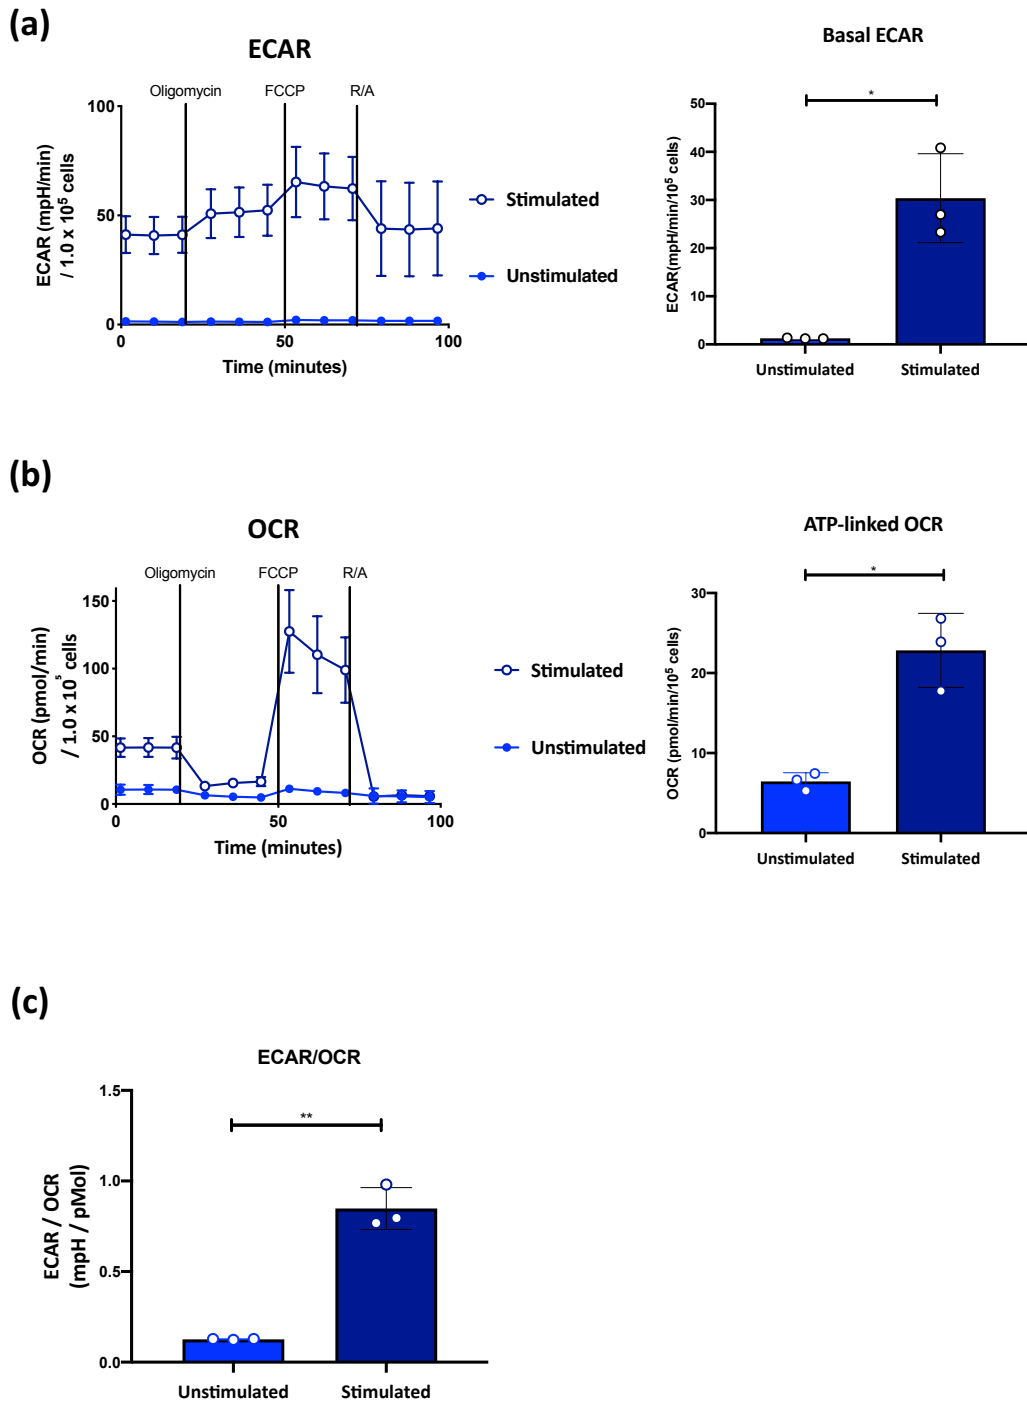 (a)
ECAR
Oligomycin
FCCP
R/A
100
50
0
0
50
100
ECAR (mpH/min)
/ 1.0 x 10⁵ cells
Time (minutes)
Stimulated
Unstimulated
Basal ECAR
*
50
40
30
20
10
0
ECAR(mpH/min/10⁵ cells)
Unstimulated
Stimulated
(b)
OCR
Oligomycin
FCCP
R/A
150
100
50
0
0
50
100
OCR (pmol/min)
/ 1.0 x 10⁵ cells
Time (minutes)
Stimulated
Unstimulated
ATP-linked OCR
*
30
20
10
0
OCR (pmol/min/10⁵ cells)
Unstimulated
Stimulated
(c)
ECAR/OCR
**
1.5
1.0
0.5
0.0
ECAR / OCR
(mpH / pMol)
Unstimulated
Stimulated